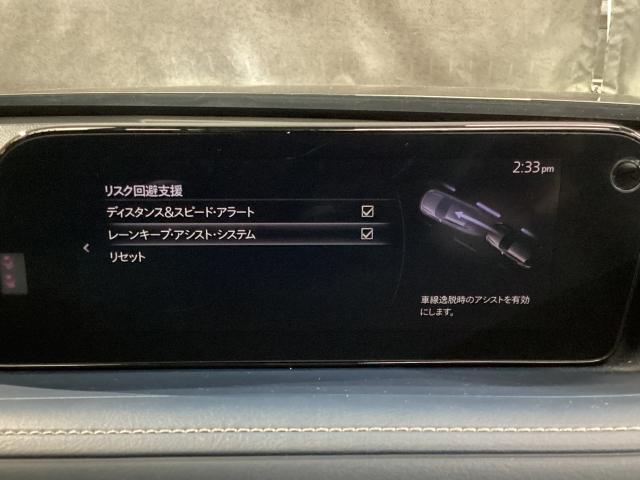 2:33 pm
リスク回避支援
ディスタンス&スピード・アラート
レーンキープ・アシスト・システム
リセット
車線逸脱時のアシストを有効
にします。